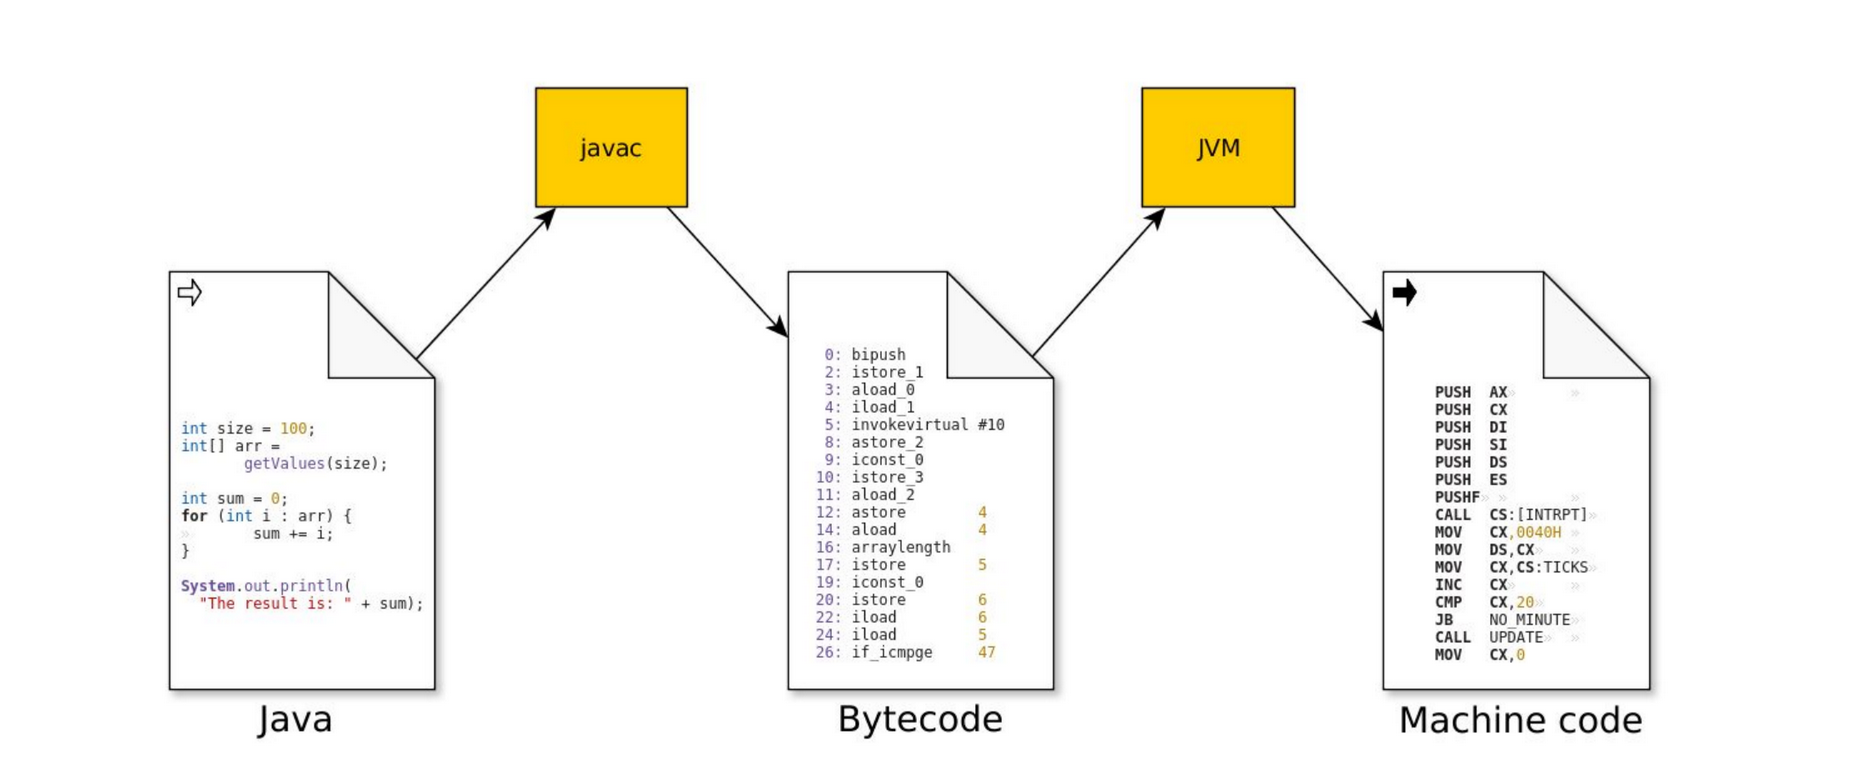 javac
JVM
int size = 100;
int[] arr =
getValues(size);
int sum = 0;
for (int i : arr) {
sum += i;
}
System.out.println(
"The result is: " + sum);
Java
0: bipush
2: istore_1
3: aload_0
4: iload_1
5: invokevirtual #10
8: astore_2
9: iconst_0
10: istore_3
11: aload_2
12: astore 4
14: aload 4
16: arraylength
17: istore 5
19: iconst_0
20: istore 6
22: iload 6
24: iload 5
26: if_icmpge 47
Bytecode
PUSH AX» »
PUSH CX
PUSH DI
PUSH SI
PUSH DS
PUSH ES
PUSHF» » »
CALL CS:[INTRPT]»
MOV CX,0040H »
MOV DS,CX» »
MOV CX,CS:TICKS»
INC CX» »
CMP CX,20»
JB NO_MINUTE»
CALL UPDATE» »
MOV CX,0
Machine code